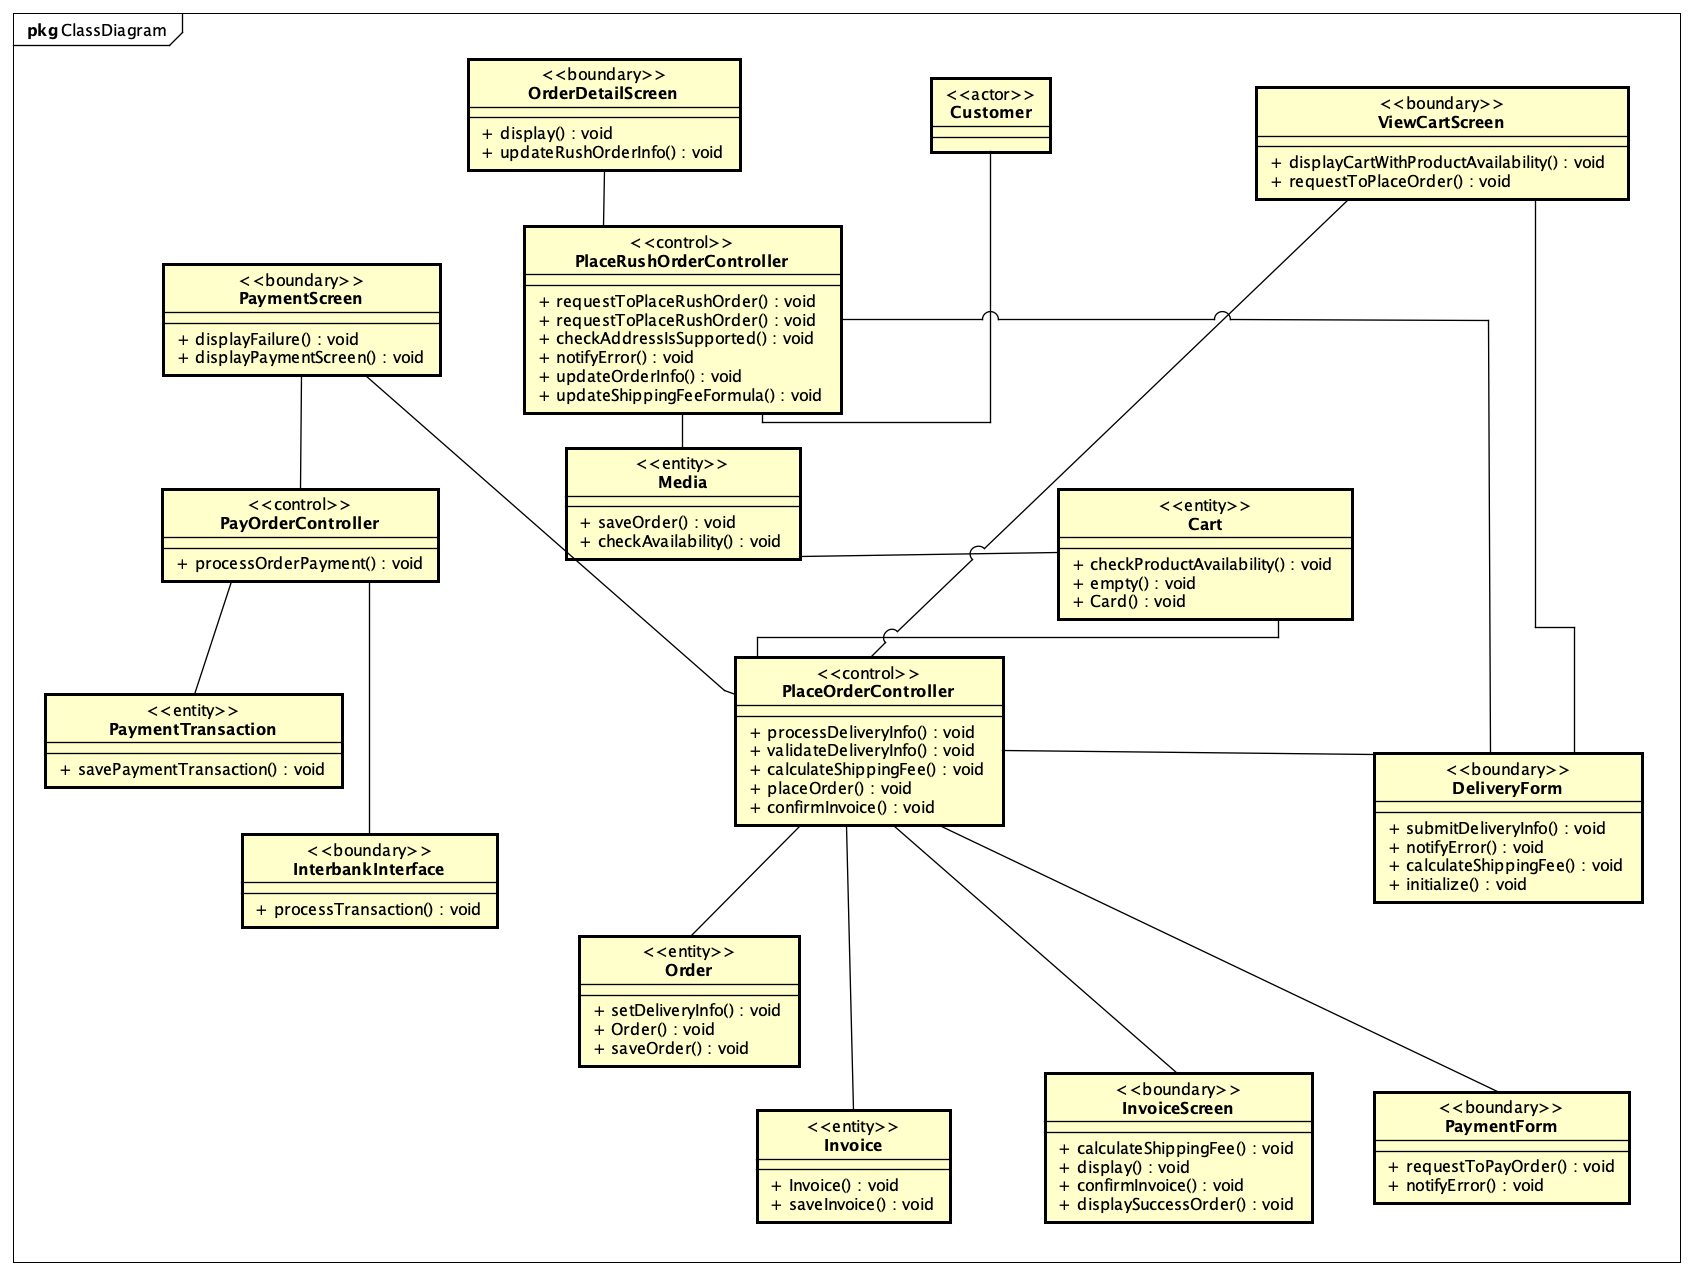 pkg ClassDiagram
<<boundary>>
OrderDetailScreen
+ display() : void
+ updateRushOrderInfo() : void
<<actor>>
Customer
<<boundary>>
ViewCartScreen
+ displayCartWithProductAvailability() : void
+ requestToPlaceOrder() : void
<<control>>
PlaceRushOrderController
+ requestToPlaceRushOrder() : void
+ requestToPlaceRushOrder() : void
+ checkAddressIsSupported() : void
+ notifyError() : void
+ updateOrderInfo() : void
+ updateShippingFeeFormula() : void
<<boundary>>
PaymentScreen
+ displayFailure() : void
+ displayPaymentScreen() : void
<<entity>>
Media
+ saveOrder() : void
+ checkAvailability() : void
<<control>>
PayOrderController
+ processOrderPayment() : void
<<entity>>
Cart
+ checkProductAvailability() : void
+ empty() : void
+ Card() : void
<<control>>
PlaceOrderController
+ processDeliveryInfo() : void
+ validateDeliveryInfo() : void
+ calculateShippingFee() : void
+ placeOrder() : void
+ confirmInvoice() : void
<<entity>>
PaymentTransaction
+ savePaymentTransaction() : void
<<boundary>>
DeliveryForm
+ submitDeliveryInfo() : void
+ notifyError() : void
+ calculateShippingFee() : void
+ initialize() : void
<<boundary>>
InterbankInterface
+ processTransaction() : void
<<entity>>
Order
+ setDeliveryInfo() : void
+ Order() : void
+ saveOrder() : void
<<entity>>
Invoice
+ Invoice() : void
+ saveInvoice() : void
<<boundary>>
InvoiceScreen
+ calculateShippingFee() : void
+ display() : void
+ confirmInvoice() : void
+ displaySuccessOrder() : void
<<boundary>>
PaymentForm
+ requestToPayOrder() : void
+ notifyError() : void